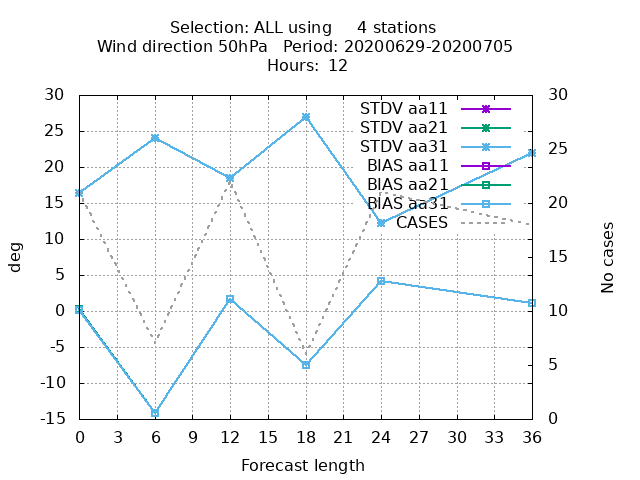 Selection: ALL using     4 stations
Wind direction 50hPa   Period: 20200629-20200705
Hours: 12
30
25
20
15
10
5
0
-5
-10
-15
deg
STDV aa11
STDV aa21
STDV aa31
BIAS aa11
BIAS aa21
BIAS aa31
CASES
30
25
20
15
10
5
0
No cases
0 3 6 9 12 15 18 21 24 27 30 33 36
Forecast length